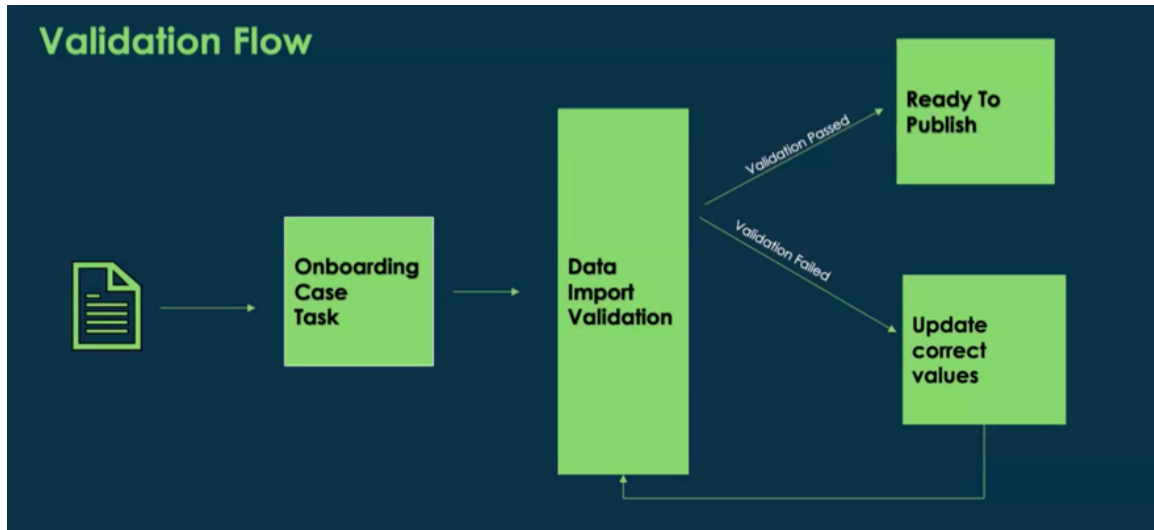 Validation Flow
Onboarding
Case
Task
Data
Import
Validation
Validation Passed
Ready To
Publish
Validation Failed
Update
correct
values